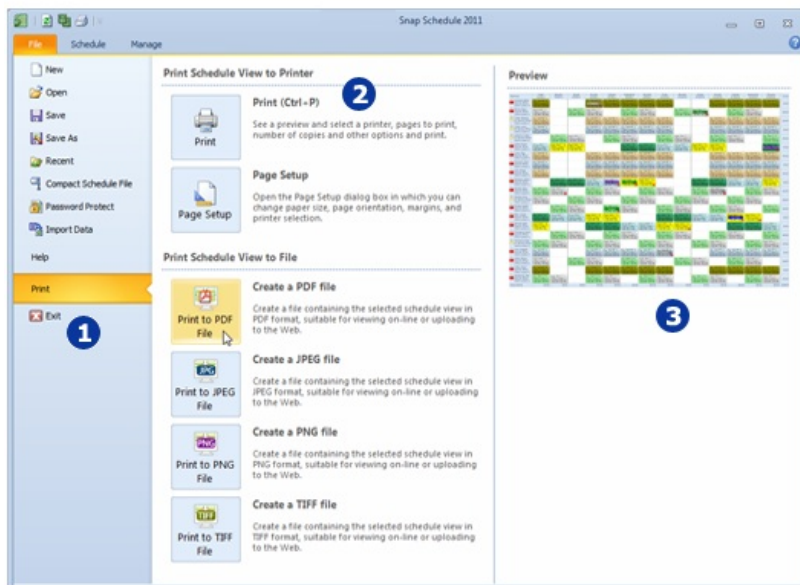 Snap Schedule 2011
File Schedule Manage
New
Open
Save
Save As
Recent
Compact Schedule File
Password Protect
Import Data
Help
Print
Exit
1
Print Schedule View to Printer
2
Print
Print (Ctrl+P)
See a preview and select a printer, pages to print,
number of copies and other options and print.
Page Setup
Page Setup
Open the Page Setup dialog box in which you can
change paper size, page orientation, margins, and
printer selection.
Print Schedule View to File
Print to PDF
File
Create a PDF file
Create a file containing the selected schedule view in
PDF format, suitable for viewing on-line or uploading
to the Web.
JPG
Print to JPEG
File
Create a JPEG file
Create a file containing the selected schedule view in
JPEG format, suitable for viewing on-line or uploading
to the Web.
PNG
Print to PNG
File
Create a PNG file
Create a file containing the selected schedule view in
PNG format, suitable for viewing on-line or uploading
to the Web.
TIFF
Print to TIFF
File
Create a TIFF file
Create a file containing the selected schedule view in
TIFF format, suitable for viewing on-line or uploading
to the Web.
Preview
3